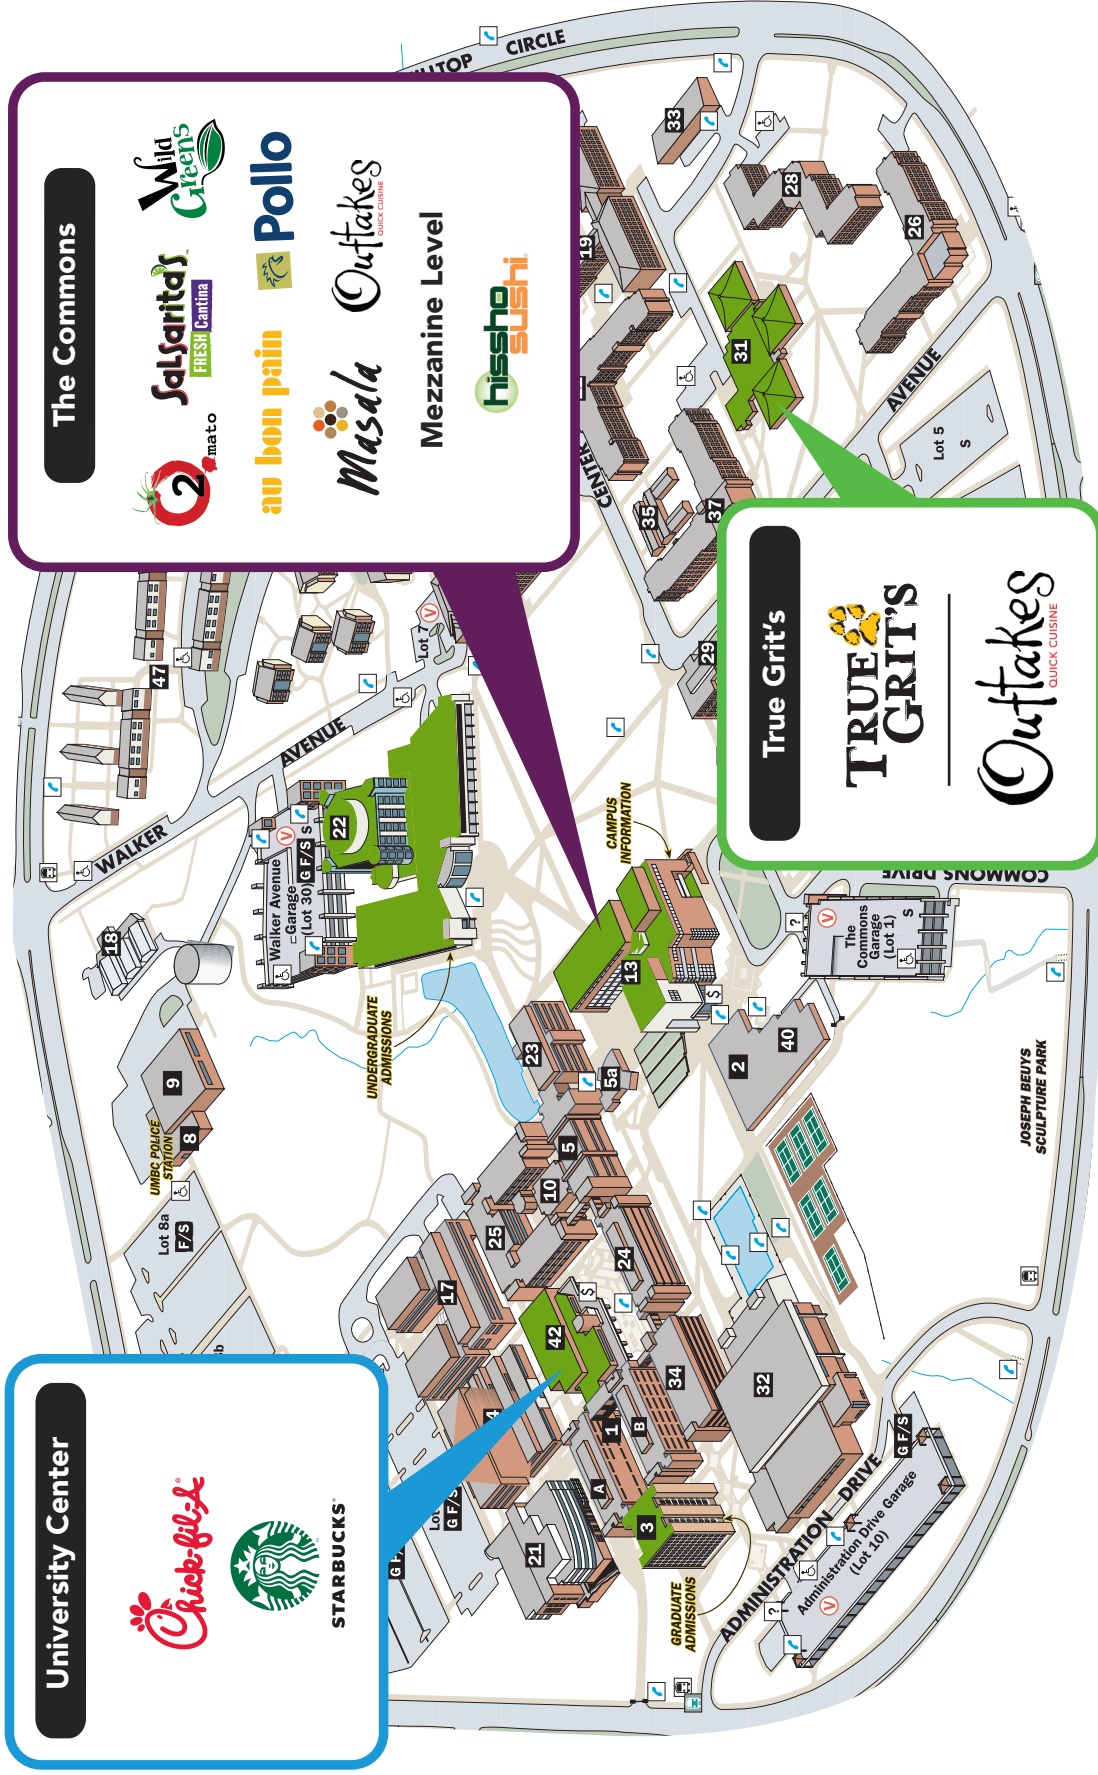 University Center
Chick-fil-A®
STARBUCKS®
The Commons
O2mato
Salsarita's™
FRESH Cantina
Wild
Greens
au bon pain
Pollo
Masala
Outtakes
QUICK CUISINE
Mezzanine Level
hissho
sushi
True Grit's
TRUE
GRIT'S
Outtakes
QUICK CUISINE
HILLTOP CIRCLE
WALKER AVENUE
CENTER
AVENUE
COMMONS DRIVE
ADMINISTRATION DRIVE
UMBC POLICE
STATION
8
9
18
47
Lot 8a
F/S
Walker Avenue
Garage
(Lot 30)
V
G F/S
22
Lot 7
V
UNDERGRADUATE
ADMISSIONS
CAMPUS
INFORMATION
13
$
23
5a
5
10
25
17
24
42
$
4
1
A
B
34
32
3
21
G F/S
GRADUATE
ADMISSIONS
2
40
?
V
The
Commons
Garage
(Lot 1)
S
JOSEPH BEUYS
SCULPTURE PARK
G F/S
?
V
Administration Drive Garage
(Lot 10)
19
33
28
26
31
35
37
29
Lot 5
S